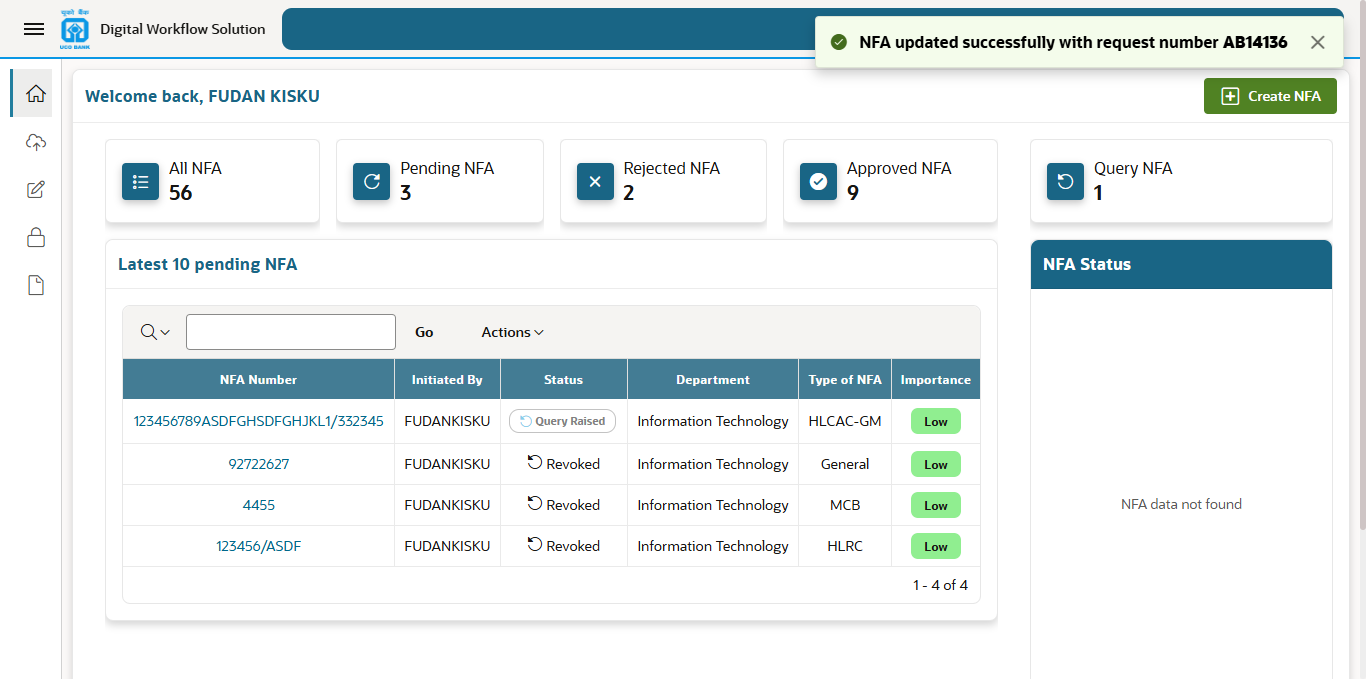 यूको बैंक
UCO BANK
Digital Workflow Solution
NFA updated successfully with request number AB14136
Welcome back, FUDAN KISKU
Create NFA
All NFA
56
Pending NFA
3
Rejected NFA
2
Approved NFA
9
Query NFA
1
Latest 10 pending NFA
NFA Status
Go Actions
NFA Number Initiated By Status Department Type of NFA Importance
123456789ASDFGHSDFGHJKL1/332345 FUDANKISKU Query Raised Information Technology HLCAC-GM Low
92722627 FUDANKISKU Revoked Information Technology General Low
4455 FUDANKISKU Revoked Information Technology MCB Low
123456/ASDF FUDANKISKU Revoked Information Technology HLRC Low
1 - 4 of 4
NFA data not found